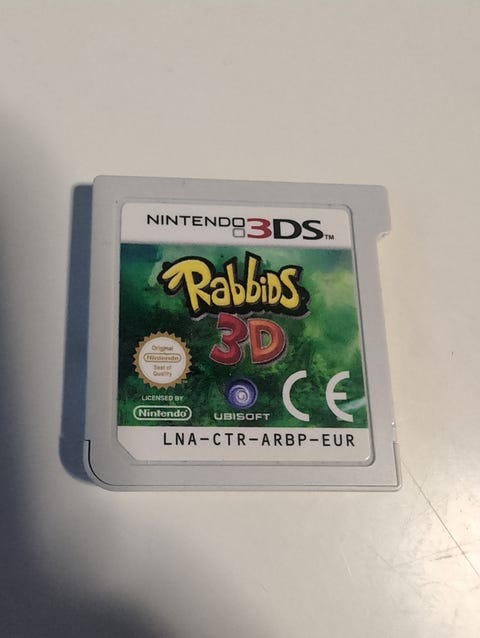 NINTENDO 3DS™
RabbiDS
3D
Original
Nintendo
Seal of
Quality
LICENSED BY
Nintendo
UBISOFT
CE
LNA-CTR-ARBP-EUR